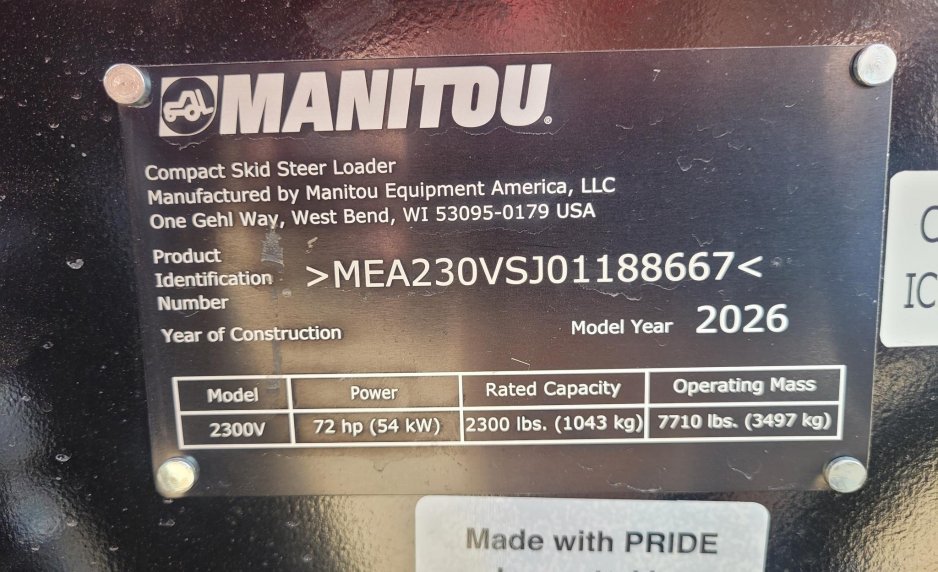 MANITOU®
Compact Skid Steer Loader
Manufactured by Manitou Equipment America, LLC
One Gehl Way, West Bend, WI 53095-0179 USA
Product
Identification
Number
>MEA230VSJ01188667<
Year of Construction
Model Year 2026
Model Power Rated Capacity Operating Mass
2300V 72 hp (54 kW) 2300 lbs. (1043 kg) 7710 lbs. (3497 kg)
IC
Made with PRIDE